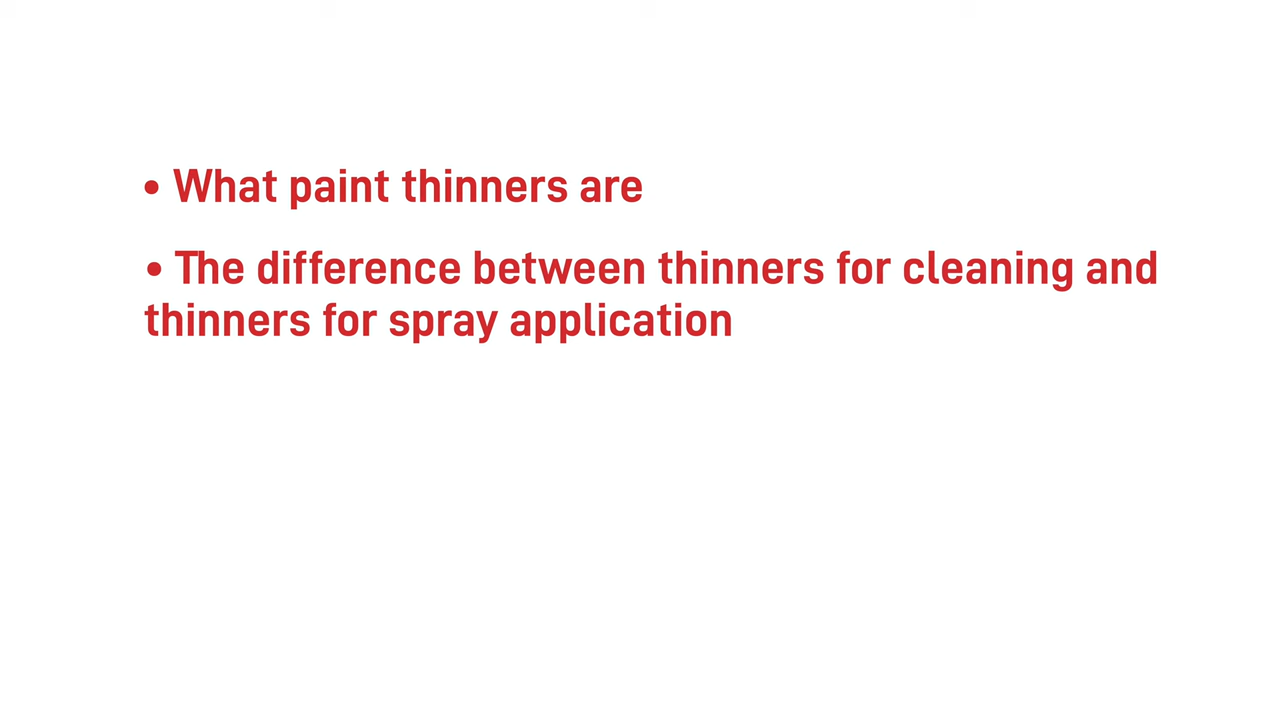 • What paint thinners are
• The difference between thinners for cleaning and
thinners for spray application